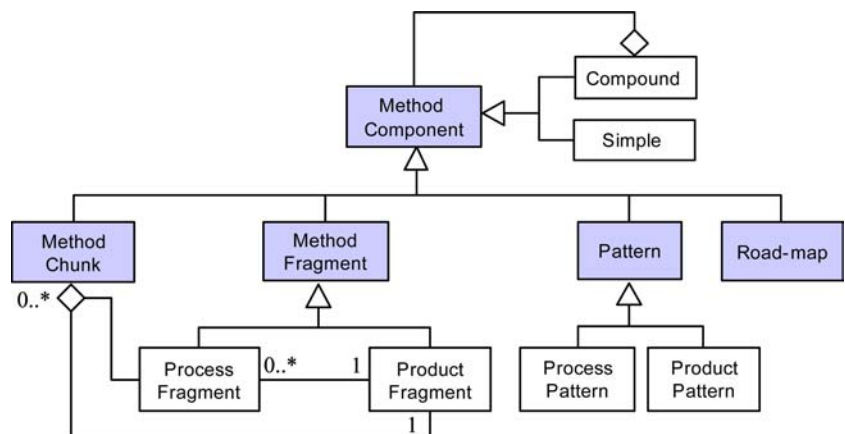 Compound
Method
Component
Simple
Method
Chunk
Method
Fragment
Pattern
Road-map
0..*
Process
Fragment
0..*
1
Product
Fragment
Process
Pattern
Product
Pattern
1